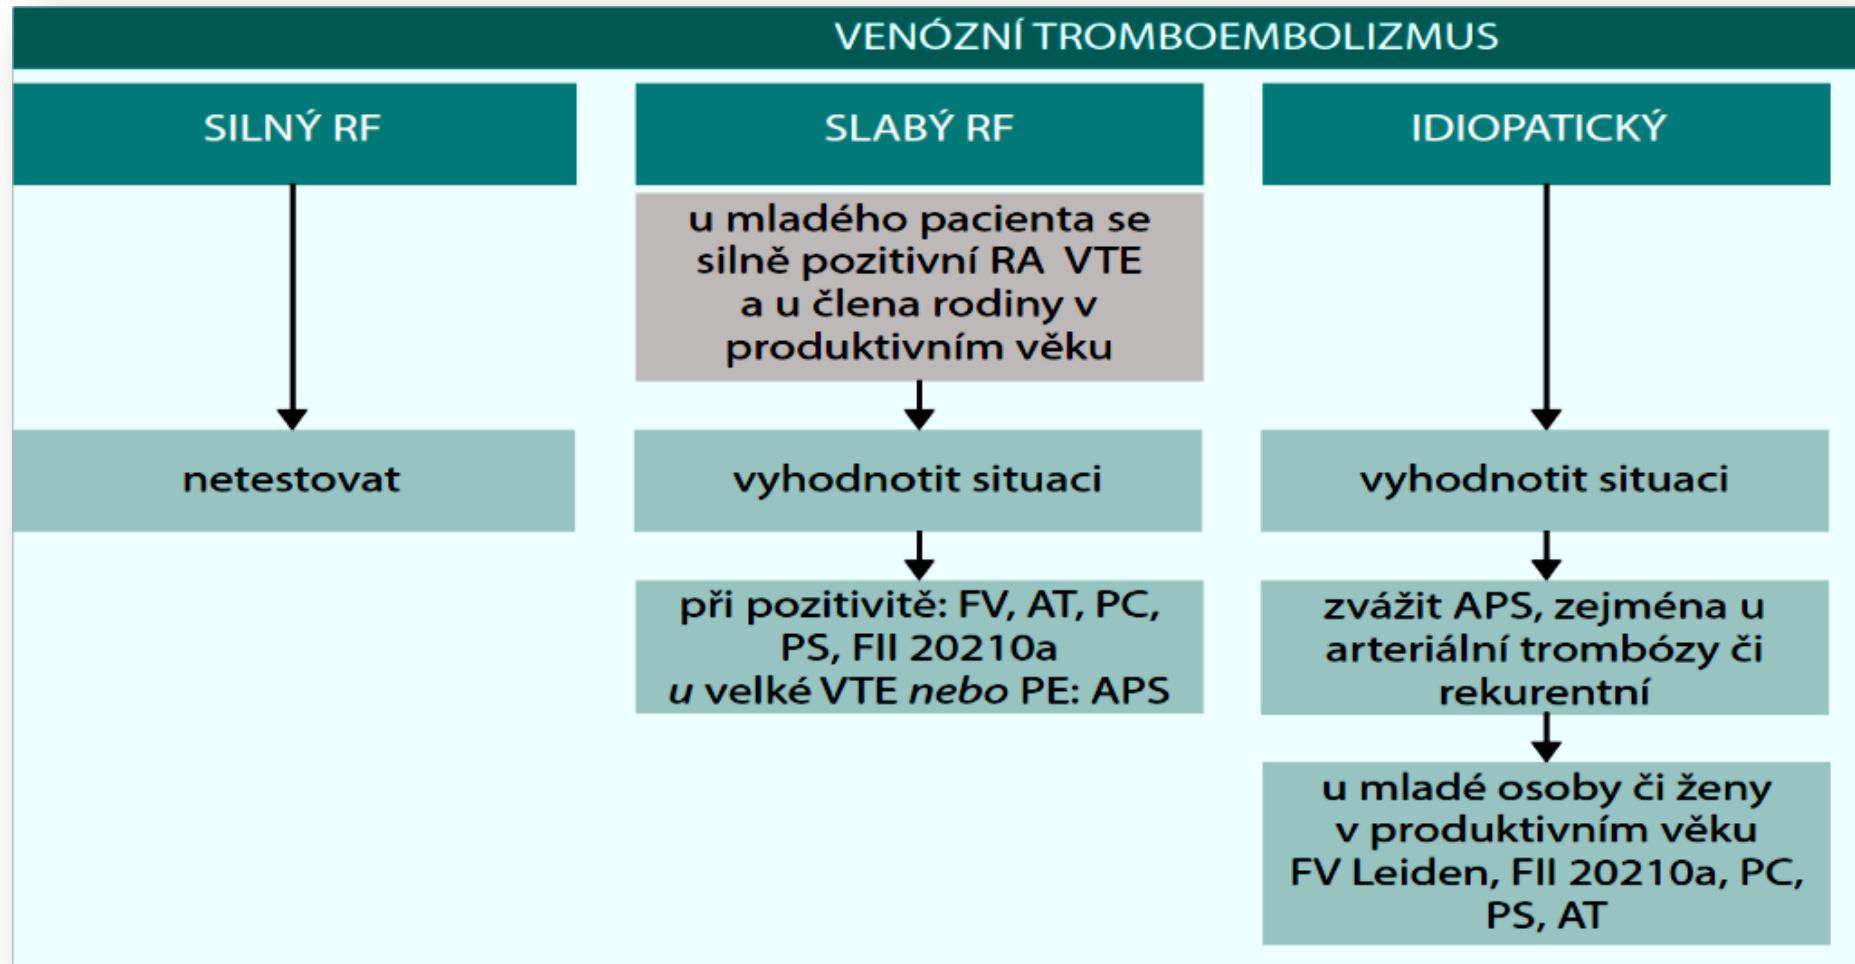 VENÓZNÍ TROMBOEMBOLIZMUS
SILNÝ RF
netestovat
SLABÝ RF
u mladého pacienta se
silně pozitivní RA VTE
a u člena rodiny v
produktivním věku
vyhodnotit situaci
při pozitivitě: FV, AT, PC,
PS, FII 20210a
u velké VTE nebo PE: APS
IDIOPATICKÝ
vyhodnotit situaci
zvážit APS, zejména u
arteriální trombózy či
rekurentní
u mladé osoby či ženy
v produktivním věku
FV Leiden, FII 20210a, PC,
PS, AT